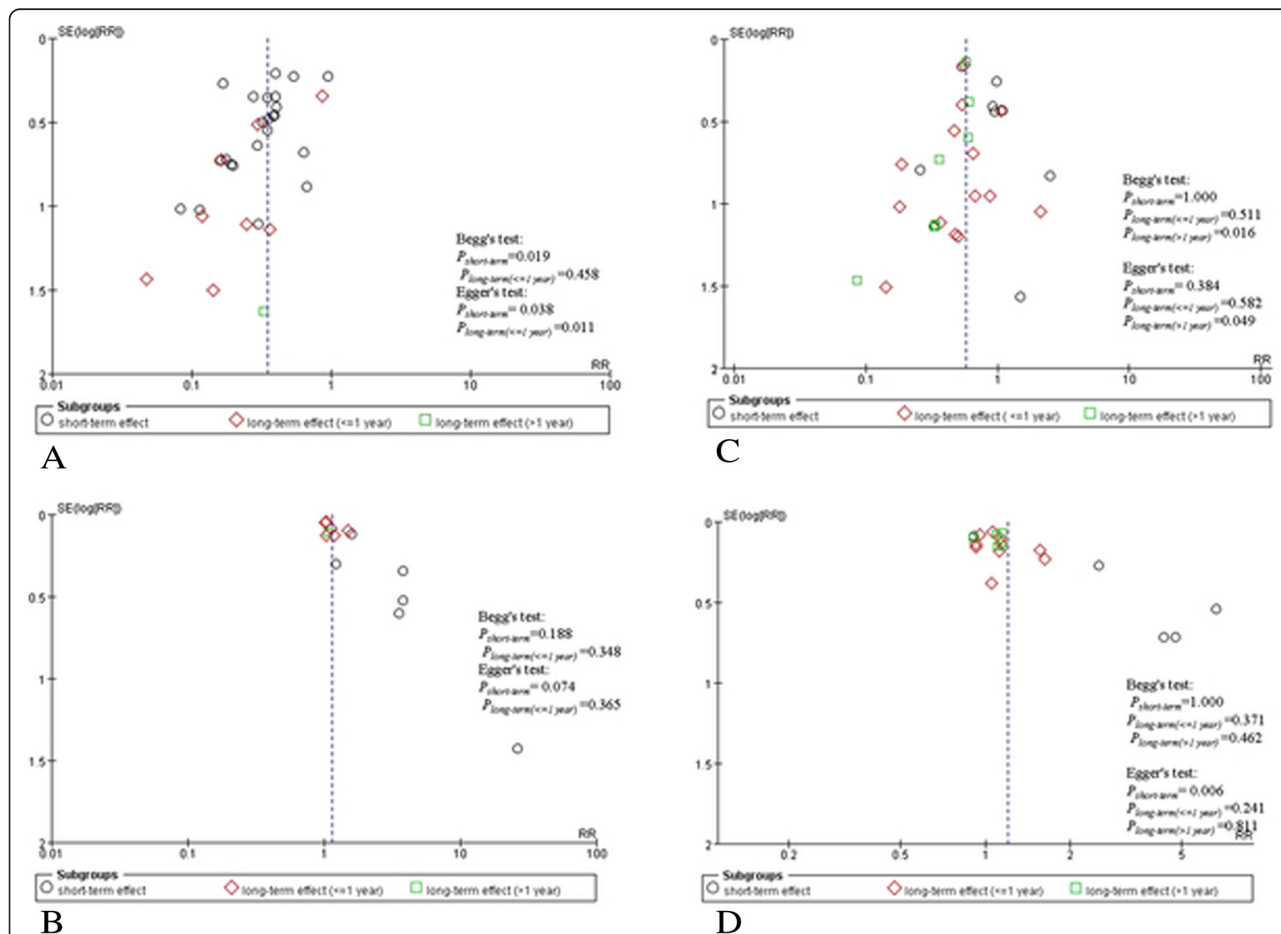 SE(log[RR])
0
0.5
1
1.5
2
0.01 0.1 1 10 100
RR
Begg's test:
P short-term=0.019
P long-term(<=1 year)=0.458
Egger's test:
P short-term= 0.038
P long-term(<=1 year)=0.011
Subgroups
short-term effect long-term effect (<=1 year) long-term effect (>1 year)
A
SE(log[RR])
0
0.5
1
1.5
2
0.01 0.1 1 10 100
RR
Begg's test:
P short-term=1.000
P long-term(<=1 year)=0.511
P long-term(>1 year)=0.016
Egger's test:
P short-term= 0.384
P long-term(<=1 year)=0.582
P long-term(>1 year)=0.049
Subgroups
short-term effect long-term effect (<=1 year) long-term effect (>1 year)
C
SE(log[RR])
0
0.5
1
1.5
2
0.01 0.1 1 10 100
RR
Begg's test:
P short-term=0.188
P long-term(<=1 year)=0.348
Egger's test:
P short-term= 0.074
P long-term(<=1 year)=0.365
Subgroups
short-term effect long-term effect (<=1 year) long-term effect (>1 year)
B
SE(log[RR])
0
0.5
1
1.5
2
0.2 0.5 1 2 5
RR
Begg's test:
P short-term=1.000
P long-term(<=1 year)=0.371
P long-term(>1 year)=0.462
Egger's test:
P short-term= 0.006
P long-term(<=1 year)=0.241
P long-term(>1 year)=0.811
Subgroups
short-term effect long-term effect (<=1 year) long-term effect (>1 year)
D